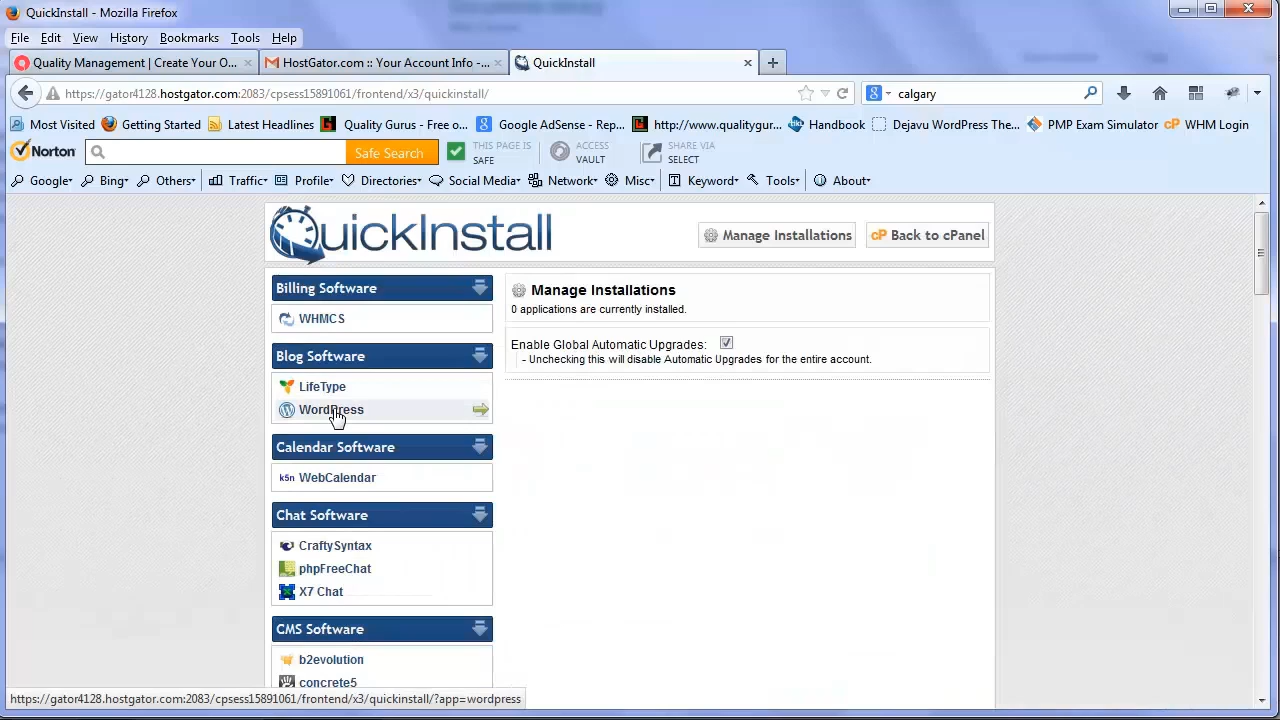 QuickInstall - Mozilla Firefox
File Edit View History Bookmarks Tools Help
Quality Management | Create Your O... × HostGator.com :: Your Account Info -... × QuickInstall × +
https://gator4128.hostgator.com:2083/cpsess15891061/frontend/x3/quickinstall/ calgary
Most Visited Getting Started Latest Headlines Quality Gurus - Free o... Google AdSense - Rep... http://www.qualitygur... Handbook Dejavu WordPress The... PMP Exam Simulator WHM Login
Norton Safe Search THIS PAGE IS SAFE ACCESS VAULT SHARE VIA SELECT
Google Bing Others Traffic Profile Directories Social Media Network Misc Keyword Tools About
QuickInstall Manage Installations Back to cPanel
Billing Software
WHMCS
Blog Software
LifeType
WordPress
Calendar Software
k5n WebCalendar
Chat Software
CraftySyntax
phpFreeChat
X7 Chat
CMS Software
b2evolution
concrete5
Manage Installations
0 applications are currently installed.
Enable Global Automatic Upgrades:
- Unchecking this will disable Automatic Upgrades for the entire account.
https://gator4128.hostgator.com:2083/cpsess15891061/frontend/x3/quickinstall/?app=wordpress